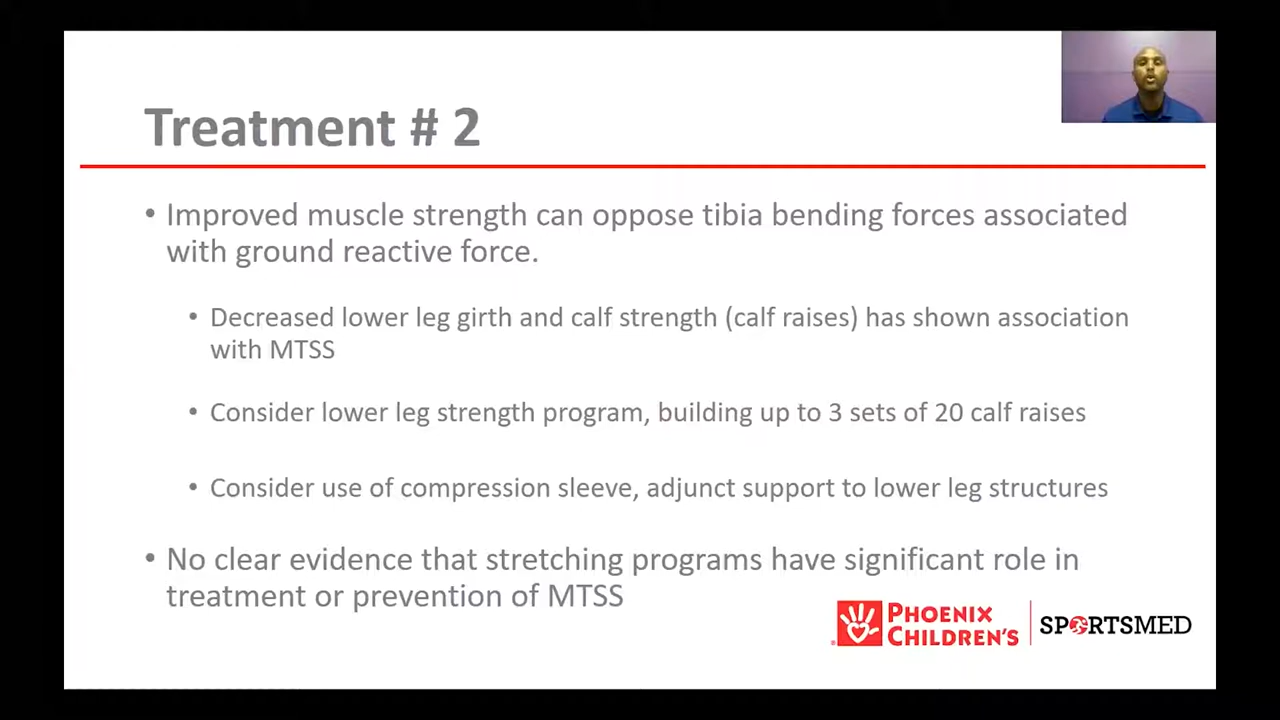 Treatment # 2
• Improved muscle strength can oppose tibia bending forces associated
with ground reactive force.
• Decreased lower leg girth and calf strength (calf raises) has shown association
with MTSS
• Consider lower leg strength program, building up to 3 sets of 20 calf raises
• Consider use of compression sleeve, adjunct support to lower leg structures
• No clear evidence that stretching programs have significant role in
treatment or prevention of MTSS
PHOENIX
CHILDREN'S
SPORTSMED